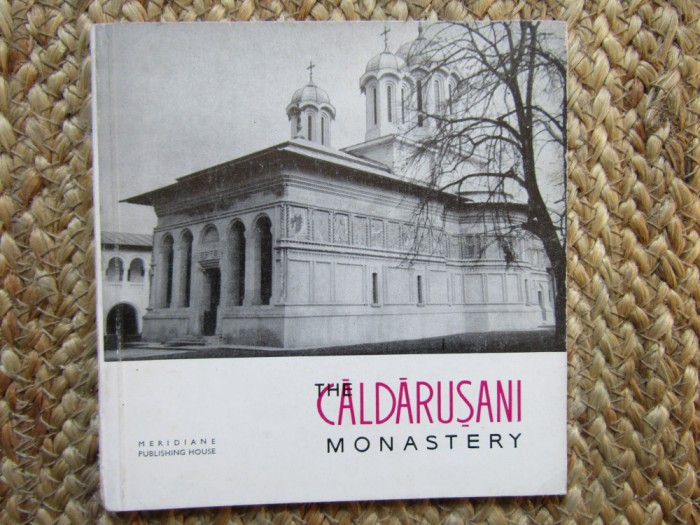 THE
CĂLDĂRUȘANI
MONASTERY
MERIDIANE
PUBLISHING HOUSE